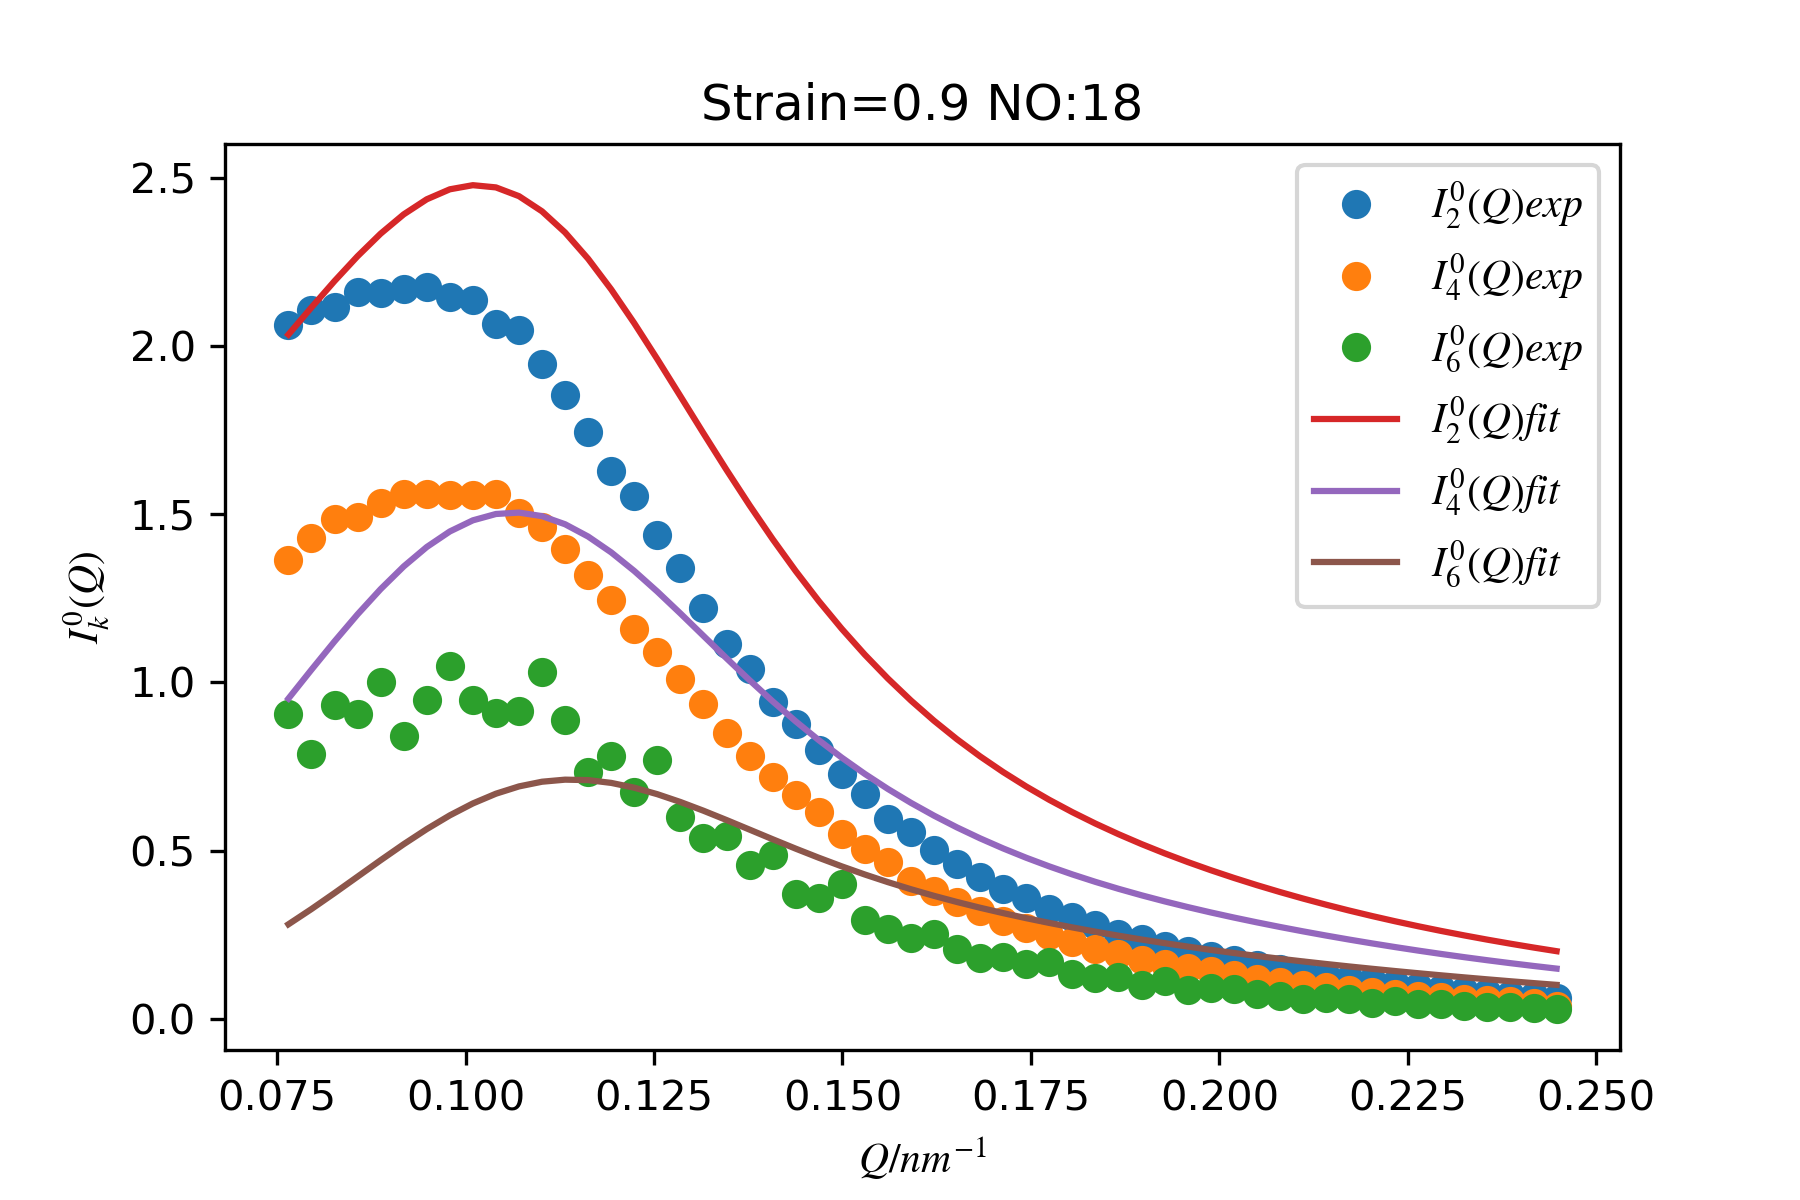 Strain=0.9 NO:18
2.5
2.0
1.5
1.0
0.5
0.0
$I_k^0(Q)$
0.075 0.100 0.125 0.150 0.175 0.200 0.225 0.250
$Q/nm^{-1}$
$I_2^0(Q)exp$
$I_4^0(Q)exp$
$I_6^0(Q)exp$
$I_2^0(Q)fit$
$I_4^0(Q)fit$
$I_6^0(Q)fit$